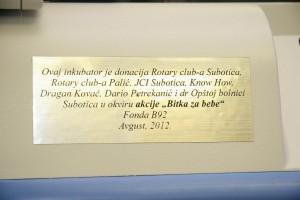 Ovaj inkubator je donacija Rotary club-a Subotica,
Rotary club-a Palić, JCI Subotica, Know How,
Dragan Kovač, Dario Petrekanić i dr Opštoj bolnici
Subotica u okviru akcije „Bitka za bebe“
Fonda B92
Avgust, 2012.